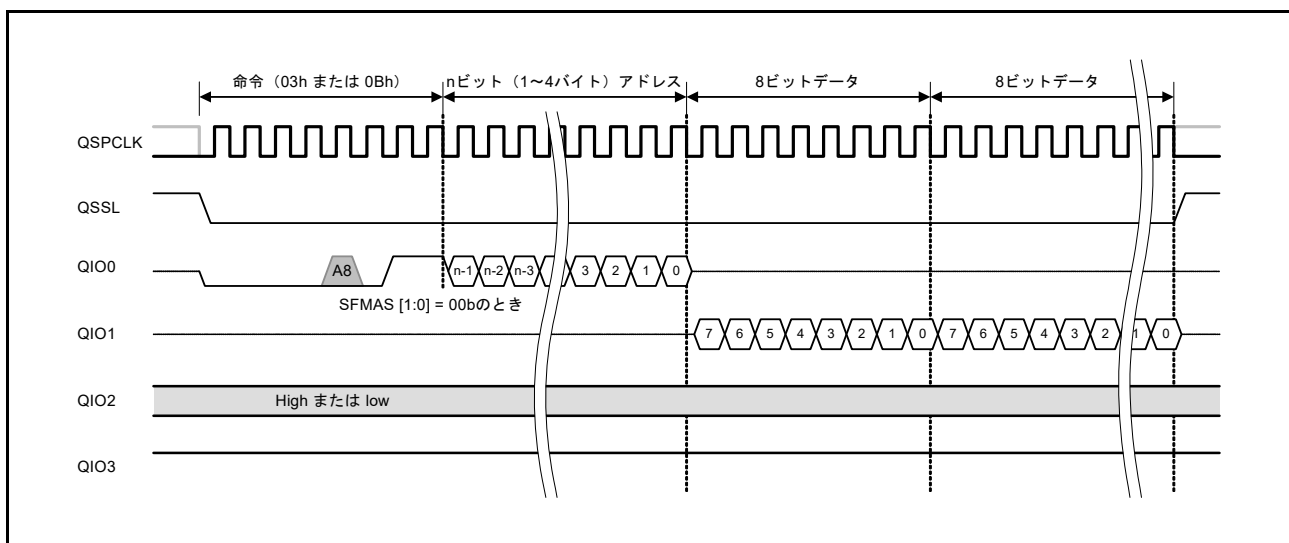 命令（03h または 0Bh） nビット（1～4バイト）アドレス 8ビットデータ 8ビットデータ
QSPCLK
QSSL
QIO0 A8 n-1 n-2 n-3 3 2 1 0
SFMAS [1:0] = 00bのとき
QIO1 7 6 5 4 3 2 1 0 7 6 5 4 3 2 1 0
QIO2 High または low
QIO3